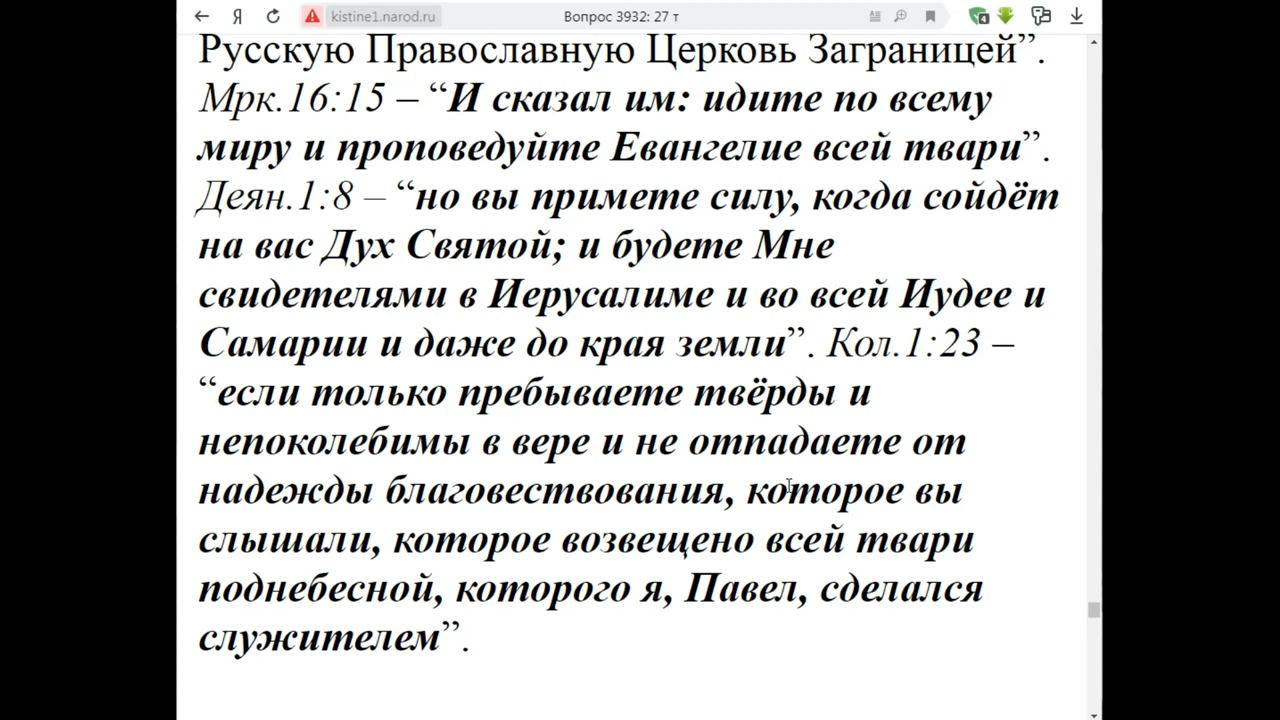 Я kistine1.narod.ru Вопрос 3932: 27 т 4
Русскую Православную Церковь Заграницей”.
Мрк.16:15 – “И сказал им: идите по всему
миру и проповедуйте Евангелие всей твари”.
Деян.1:8 – “но вы примете силу, когда сойдёт
на вас Дух Святой; и будете Мне
свидетелями в Иерусалиме и во всей Иудее и
Самарии и даже до края земли”. Кол.1:23 –
“если только пребываете твёрды и
непоколебимы в вере и не отпадаете от
надежды благовествования, которое вы
слышали, которое возвещено всей твари
поднебесной, которого я, Павел, сделался
служителем”.